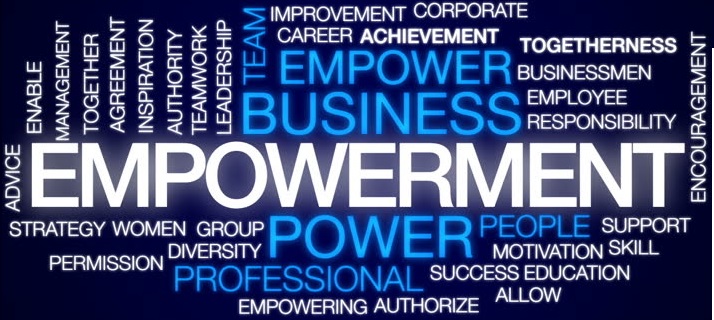 IMPROVEMENT CORPORATE
CAREER ACHIEVEMENT
TOGETHERNESS
TEAM
EMPOWER
BUSINESSMEN
ENABLE
MANAGEMENT
TOGETHER
AGREEMENT
INSPIRATION
AUTHORITY
TEAMWORK
LEADERSHIP
BUSINESS
EMPLOYEE
RESPONSIBILITY
ENCOURAGEMENT
ADVICE
EMPOWERMENT
STRATEGY WOMEN GROUP
POWER
PEOPLE SUPPORT
DIVERSITY
MOTIVATION SKILL
PERMISSION
PROFESSIONAL
SUCCESS EDUCATION
ALLOW
EMPOWERING AUTHORIZE